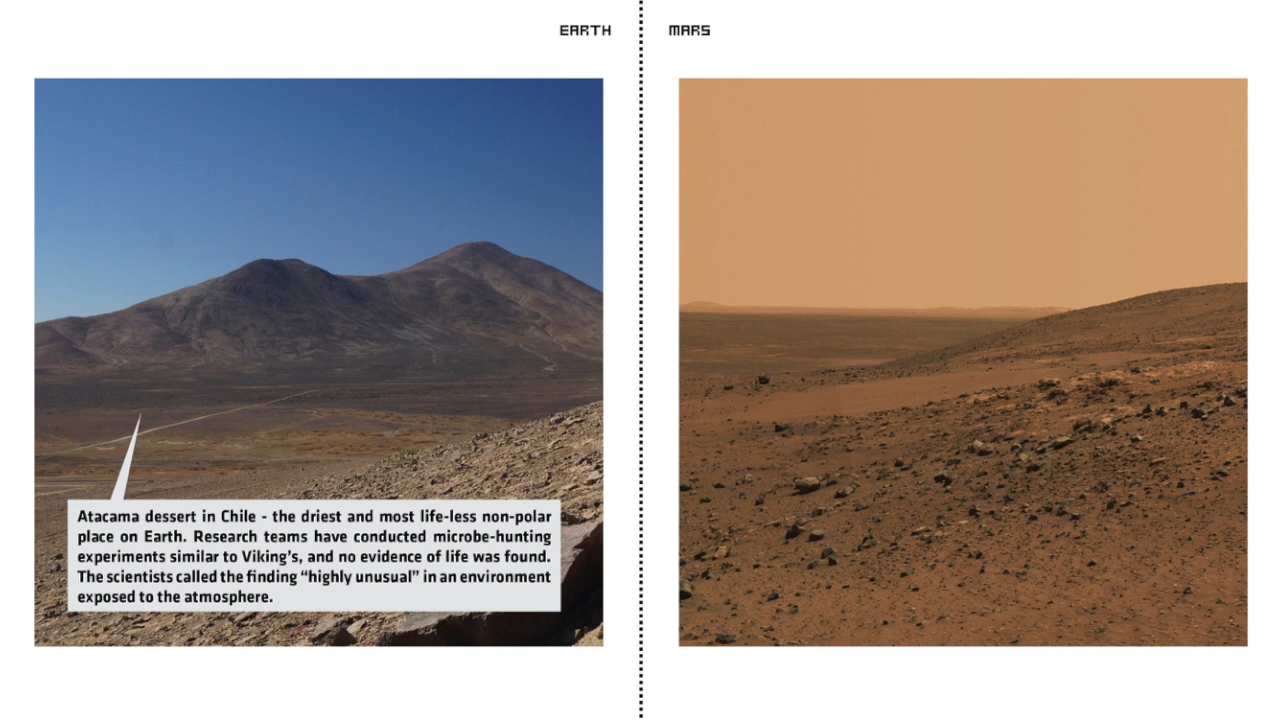 EARTH
MARS
Atacama dessert in Chile - the driest and most life-less non-polar
place on Earth. Research teams have conducted microbe-hunting
experiments similar to Viking’s, and no evidence of life was found.
The scientists called the finding “highly unusual” in an environment
exposed to the atmosphere.